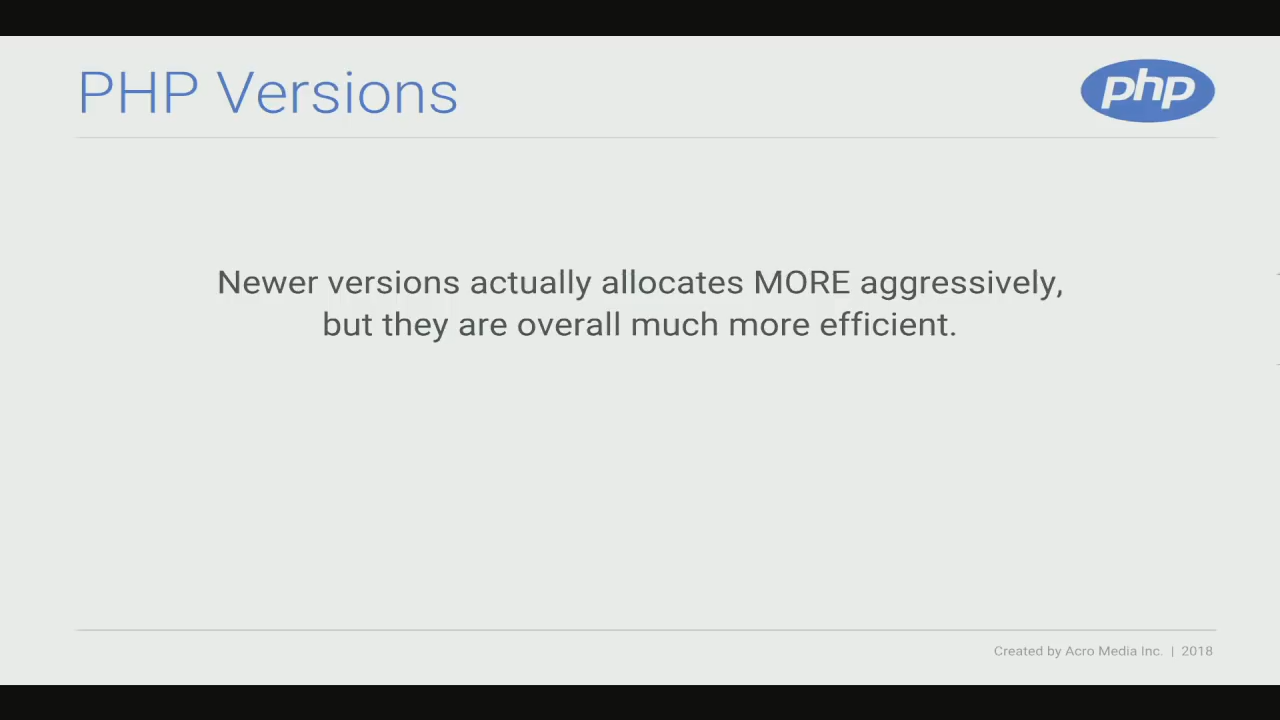 PHP Versions
php
Newer versions actually allocates MORE aggressively,
but they are overall much more efficient.
Created by Acro Media Inc. | 2018